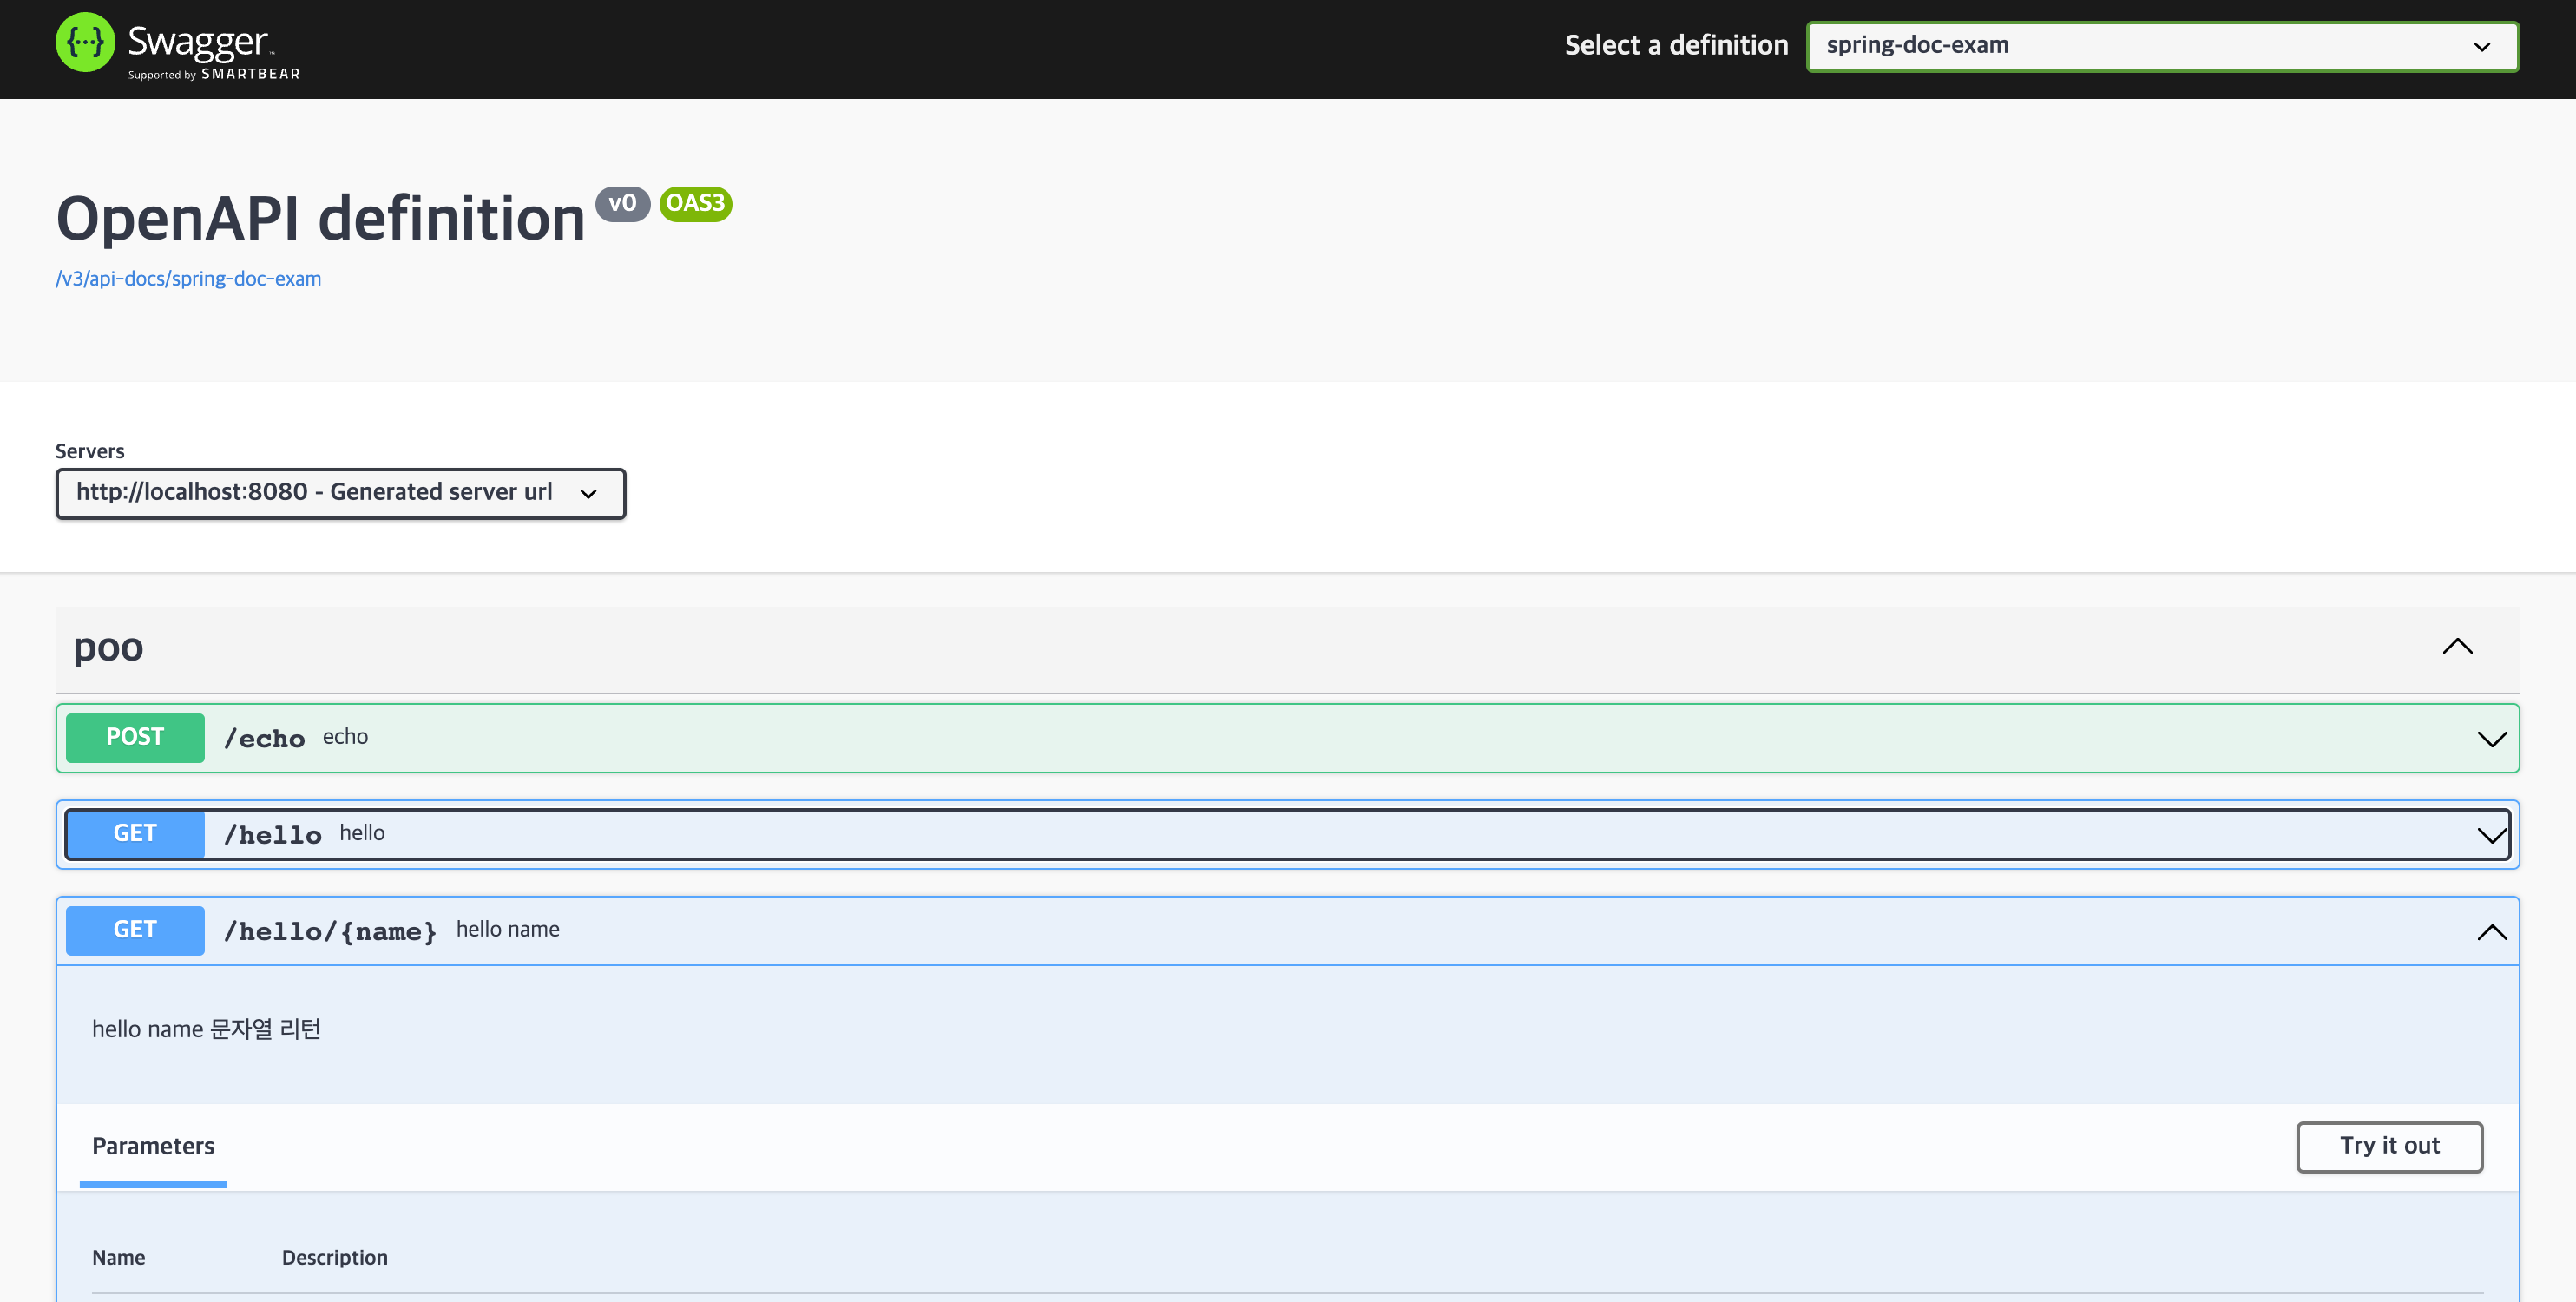 {···} Swagger™
Supported by SMARTBEAR
Select a definition
spring-doc-exam
OpenAPI definition v0 OAS3
/v3/api-docs/spring-doc-exam
Servers
http://localhost:8080 - Generated server url
poo
POST /echo echo
GET /hello hello
GET /hello/{name} hello name
hello name 문자열 리턴
Parameters
Try it out
Name Description